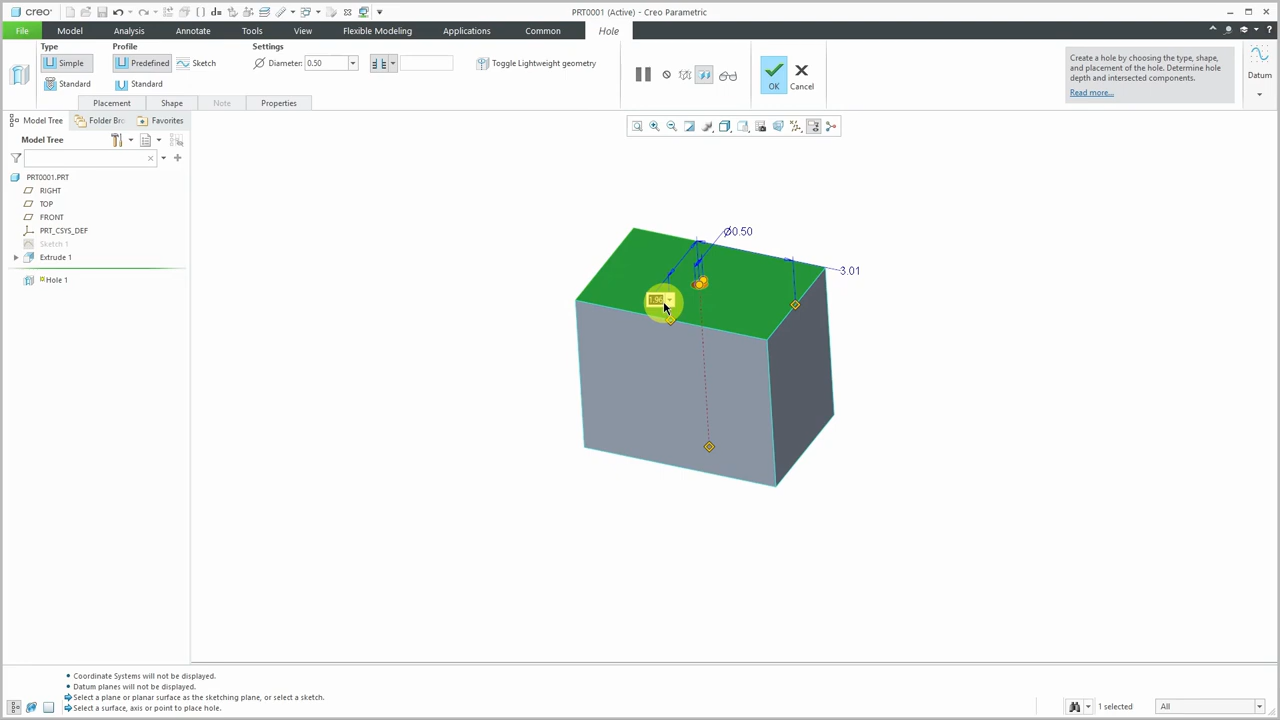 creo
PRT0001 (Active) - Creo Parametric
File Model Analysis Annotate Tools View Flexible Modeling Applications Common Hole
Type Profile Settings
Simple Predefined Sketch Diameter: 0.50 Toggle Lightweight geometry
Standard Standard
OK Cancel
Create a hole by choosing the type, shape,
and placement of the hole. Determine hole
depth and intersected components.
Read more...
Datum
Placement Shape Note Properties
Model Tree Folder Bro Favorites
Model Tree
PRT0001.PRT
RIGHT
TOP
FRONT
PRT_CSYS_DEF
Sketch 1
Extrude 1
Hole 1
Ø0.50
3.01
Coordinate Systems will not be displayed.
Datum planes will not be displayed.
Select a plane or planar surface as the sketching plane, or select a sketch.
Select a surface, axis or point to place hole.
1 selected All